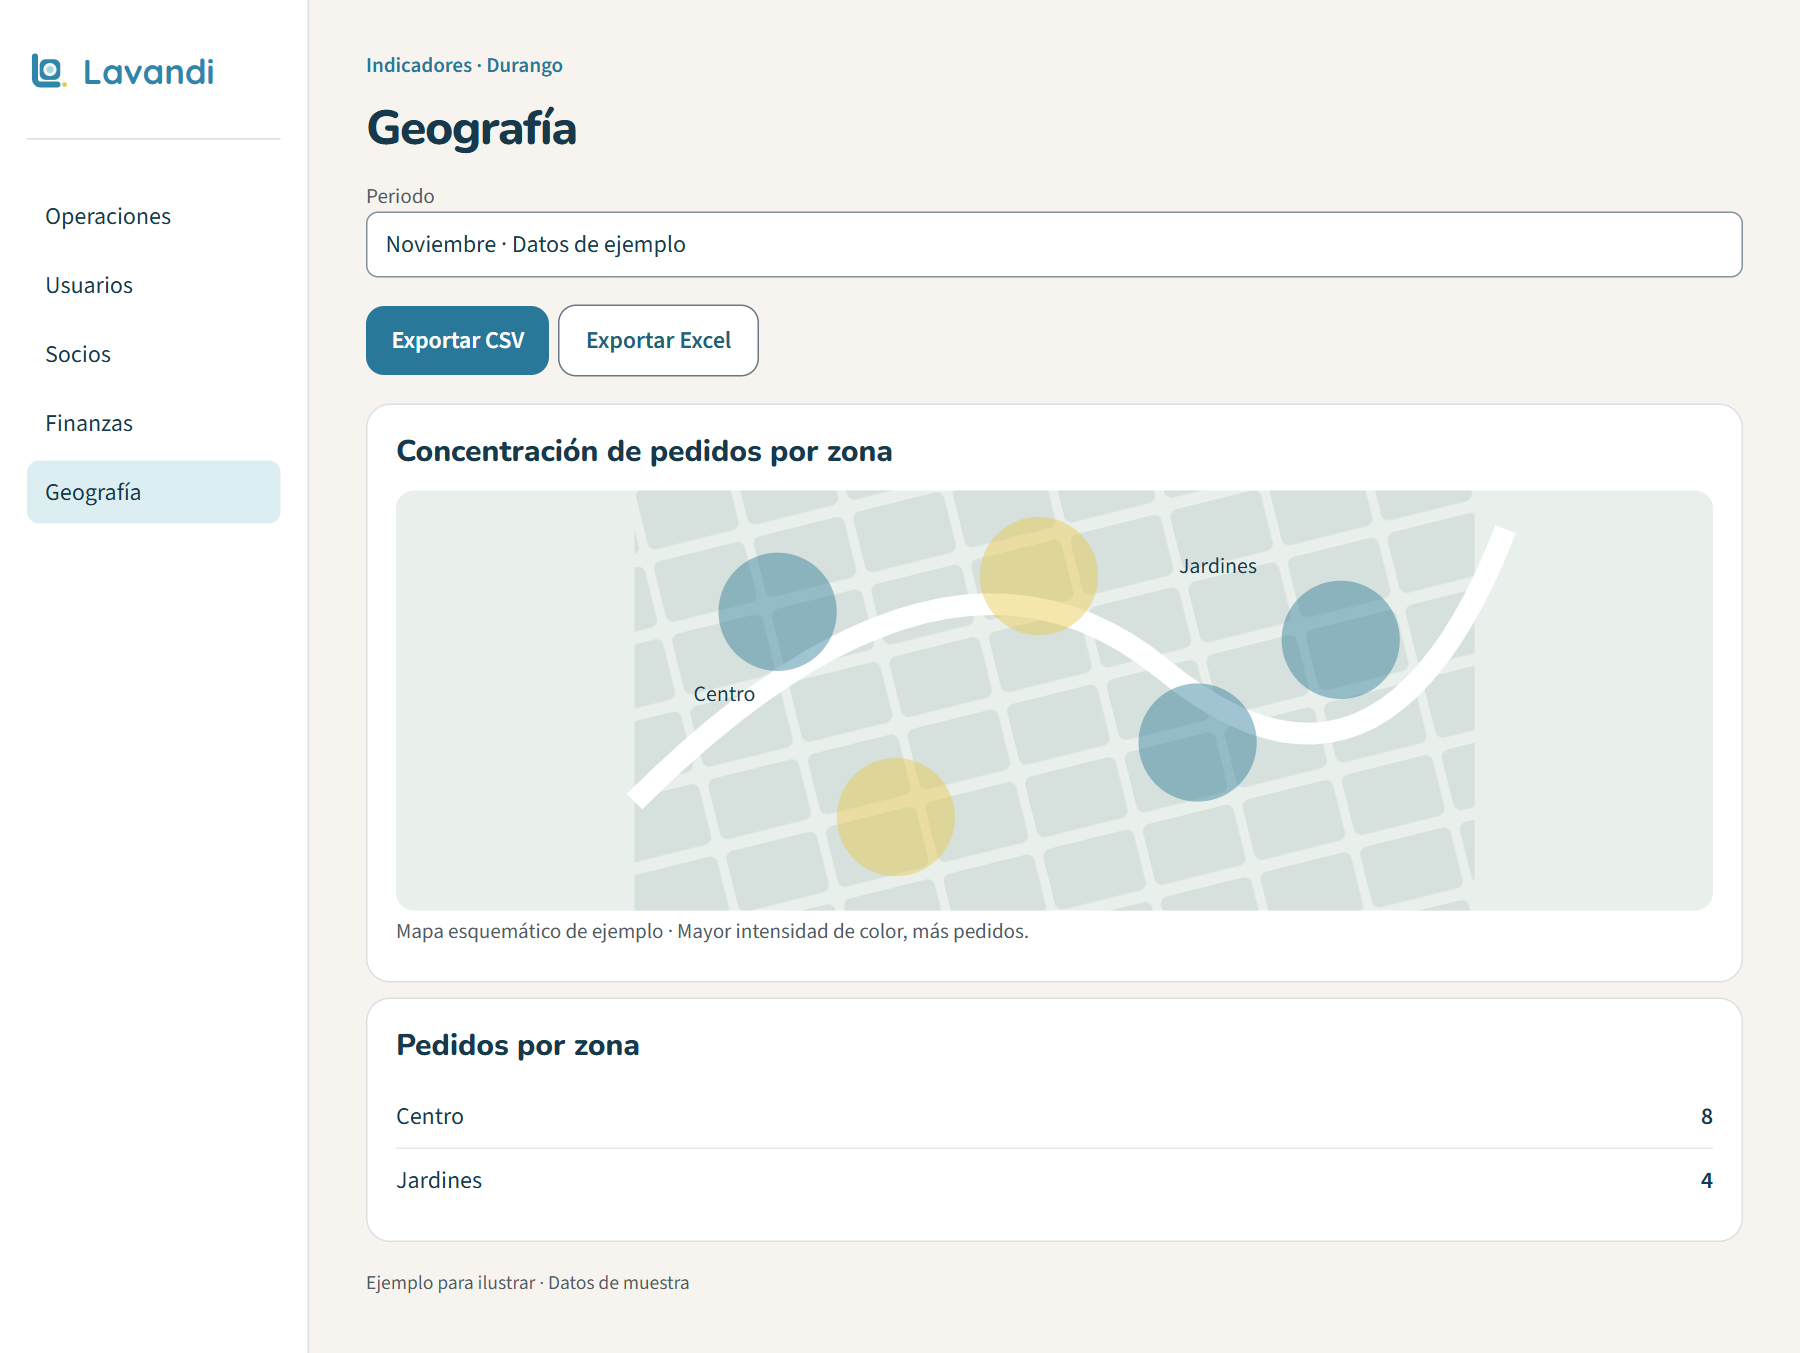 Lavandi
Operaciones
Usuarios
Socios
Finanzas
Geografía
Indicadores · Durango
Geografía
Periodo
Noviembre · Datos de ejemplo
Exportar CSV
Exportar Excel
Concentración de pedidos por zona
Jardines
Centro
Mapa esquemático de ejemplo · Mayor intensidad de color, más pedidos.
Pedidos por zona
Centro 8
Jardines 4
Ejemplo para ilustrar · Datos de muestra